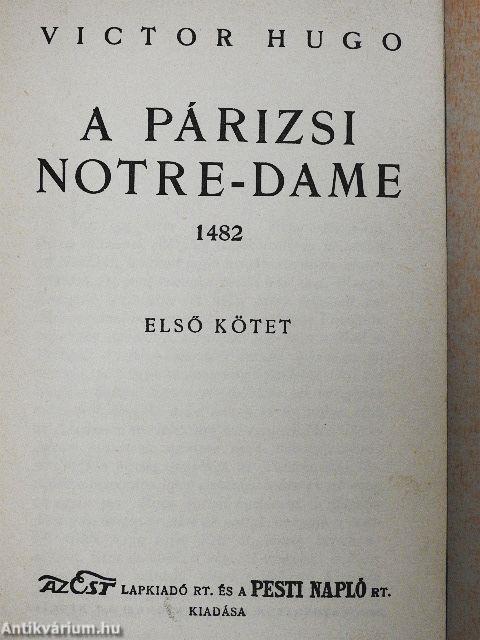 VICTOR HUGO
A PÁRIZSI
NOTRE-DAME
1482
ELSŐ KÖTET
AZ EST LAPKIADÓ RT. ÉS A PESTI NAPLÓ RT.
KIADÁSA
Antikvárium.hu